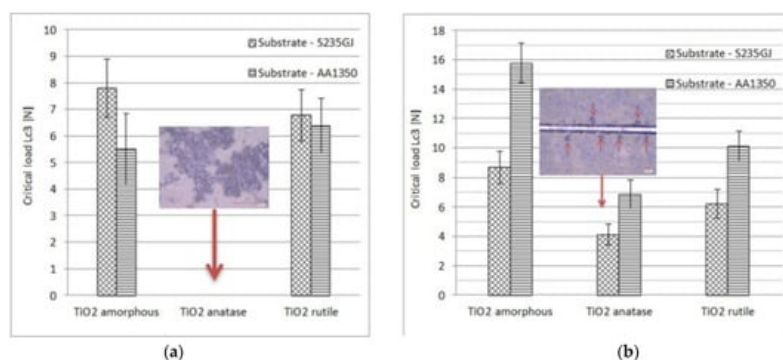 10
9
8
7
6
5
4
3
2
1
0
Critical load Lc3 [N]
Substrate - S235GJ
Substrate - AA1350
TiO2 amorphous TiO2 anatase TiO2 rutile
(a)
18
16
14
12
10
8
6
4
2
0
Critical load Lc3 [N]
Substrate - S235GJ
Substrate - AA1350
TiO2 amorphous TiO2 anatase TiO2 rutile
(b)